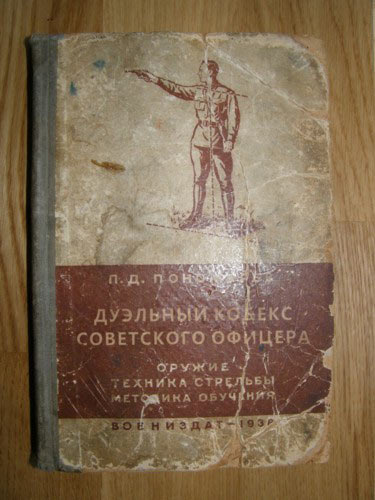 П. Д.
ДУЭЛЬНЫЙ КОДЕКС
СОВЕТСКОГО ОФИЦЕРА
ОРУЖИЕ
ТЕХНИКА СТРЕЛЬБЫ
МЕТОДИКА ОБУЧЕНИЯ
ВОЕНИЗДАТ—